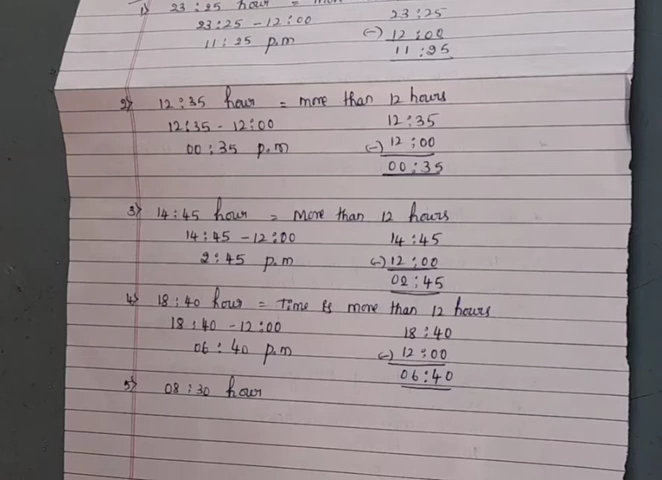 1) 23:25 hour =
23:25 - 12:00 23:25
11:25 p.m (-) 12:00
11:25
2) 12:35 hour = more than 12 hours
12:35 - 12:00 12:35
00:35 p.m (-) 12:00
00:35
3) 14:45 hour = More than 12 hours
14:45 - 12:00 14:45
2:45 p.m (-) 12:00
02:45
4) 18:40 hour = Time is more than 12 hours
18:40 - 12:00 18:40
06:40 p.m (-) 12:00
06:40
5) 08:30 hour